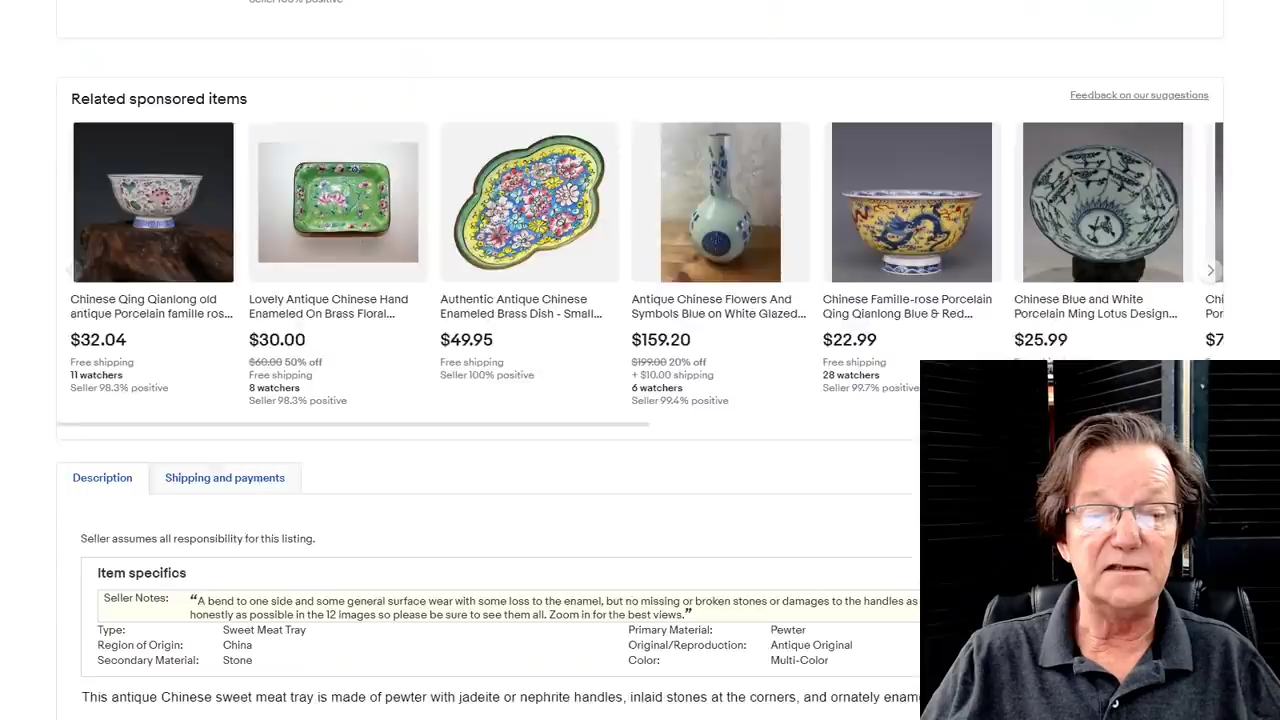 Seller 100% positive
Related sponsored items
Feedback on our suggestions
Chinese Qing Qianlong old
antique Porcelain famille ros...
$32.04
Free shipping
11 watchers
Seller 98.3% positive
Lovely Antique Chinese Hand
Enameled On Brass Floral...
$30.00
$60.00 50% off
Free shipping
8 watchers
Seller 98.3% positive
Authentic Antique Chinese
Enameled Brass Dish - Small...
$49.95
Free shipping
Seller 100% positive
Antique Chinese Flowers And
Symbols Blue on White Glazed...
$159.20
$199.00 20% off
+ $10.00 shipping
6 watchers
Seller 99.4% positive
Chinese Famille-rose Porcelain
Qing Qianlong Blue & Red...
$22.99
Free shipping
28 watchers
Seller 99.7% positive
Chinese Blue and White
Porcelain Ming Lotus Design...
$25.99
Chi
Por
$7
Description
Shipping and payments
Seller assumes all responsibility for this listing.
Item specifics
Seller Notes: “A bend to one side and some general surface wear with some loss to the enamel, but no missing or broken stones or damages to the handles as
honestly as possible in the 12 images so please be sure to see them all. Zoom in for the best views.”
Type: Sweet Meat Tray Primary Material: Pewter
Region of Origin: China Original/Reproduction: Antique Original
Secondary Material: Stone Color: Multi-Color
This antique Chinese sweet meat tray is made of pewter with jadeite or nephrite handles, inlaid stones at the corners, and ornately enam